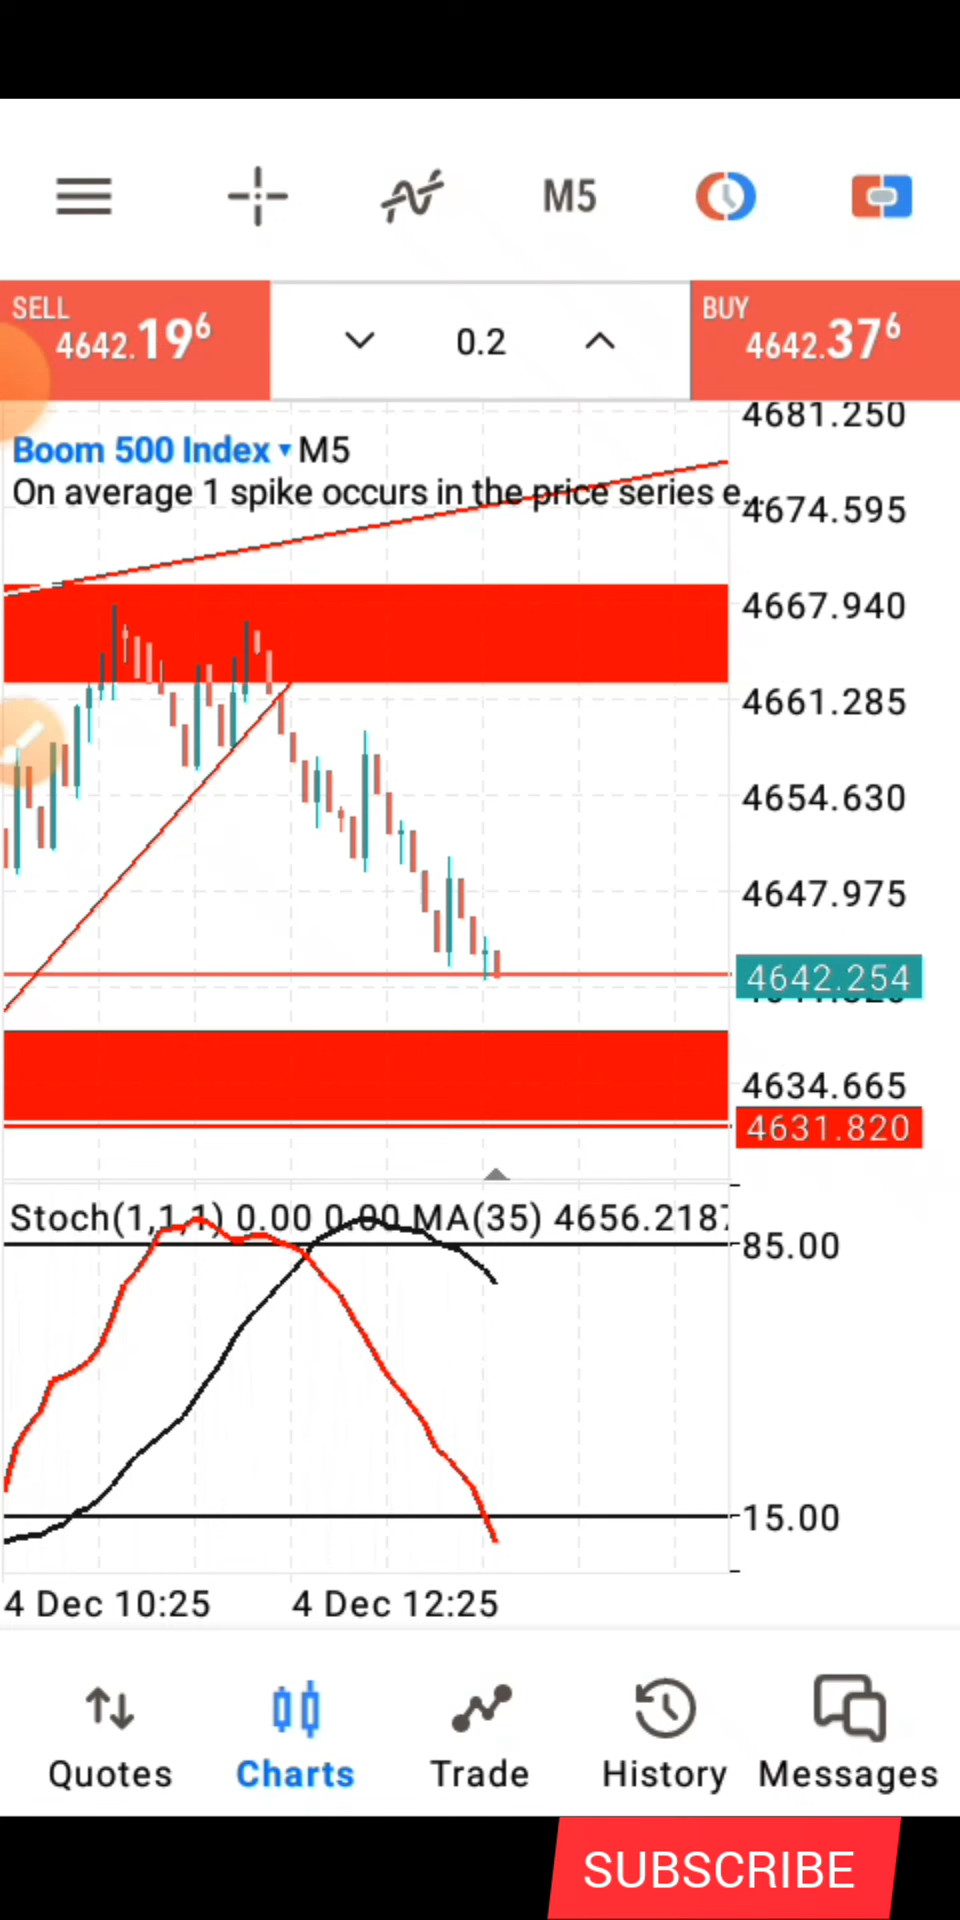 M5
SELL
4642.196
0.2
BUY
4642.376
4681.250
Boom 500 Index ▾ M5
On average 1 spike occurs in the price series e...
4674.595
4667.940
4661.285
4654.630
4647.975
4642.254
4634.665
4631.820
Stoch(1,1,1) 0.00 0.00 MA(35) 4656.2187
85.00
15.00
4 Dec 10:25
4 Dec 12:25
Quotes
Charts
Trade
History
Messages
SUBSCRIBE